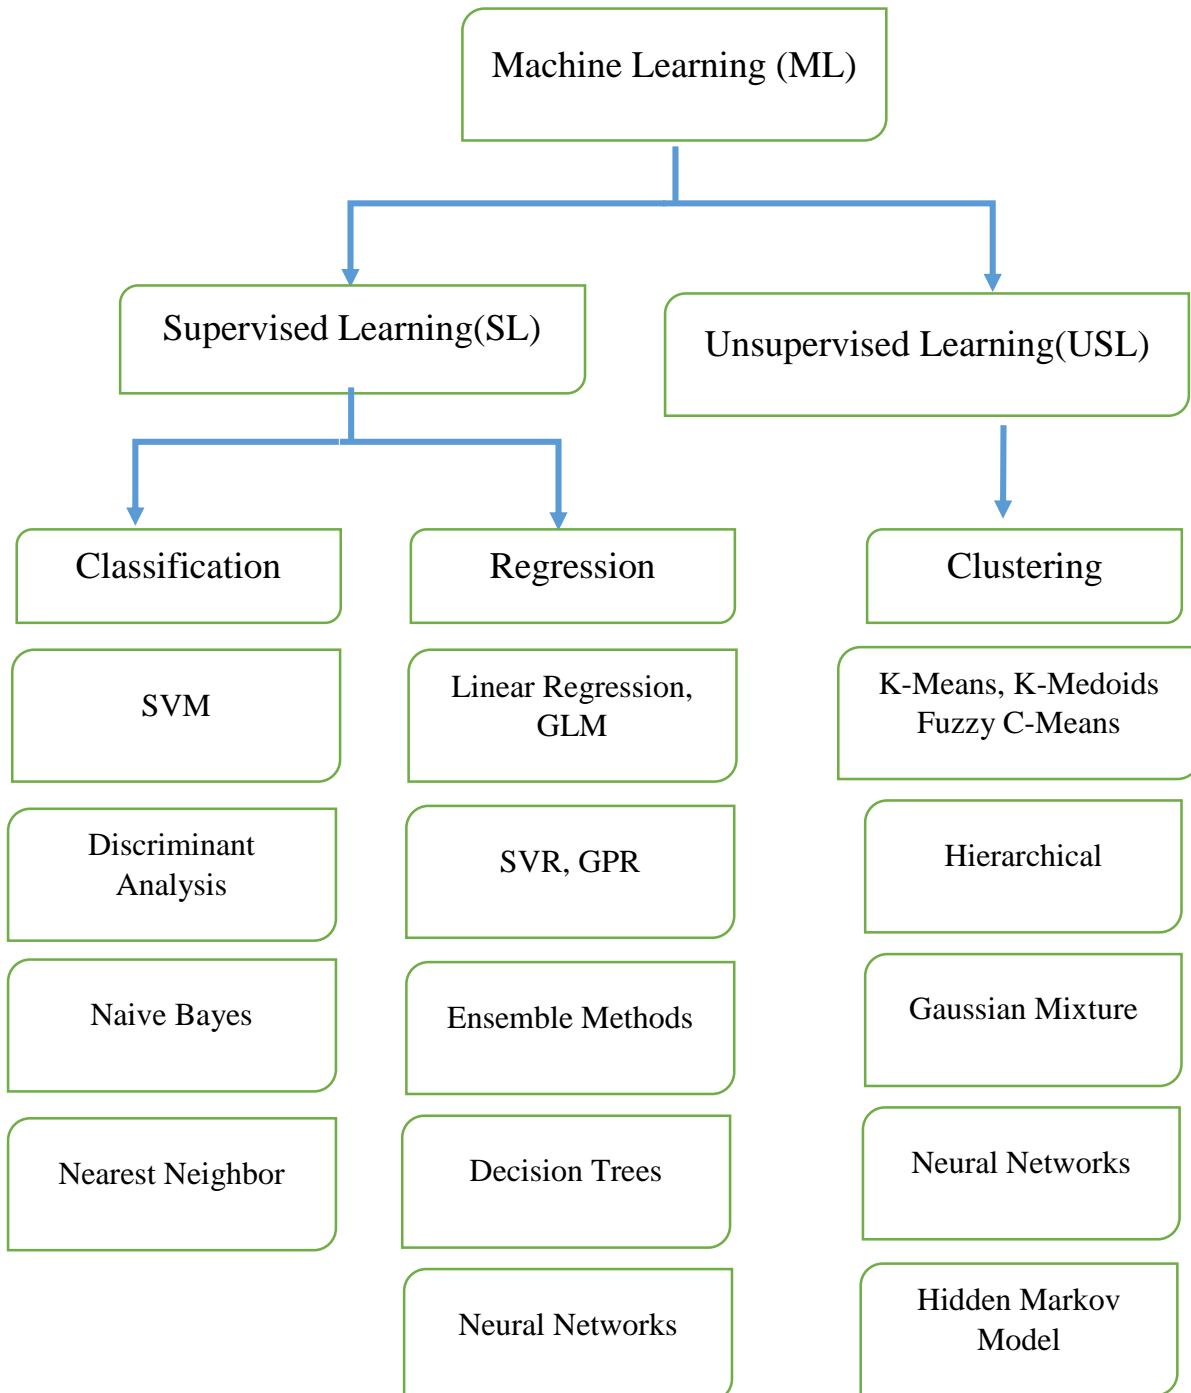 Machine Learning (ML)
Supervised Learning(SL)
Unsupervised Learning(USL)
Classification
Regression
Clustering
SVM
Linear Regression,
GLM
K-Means, K-Medoids
Fuzzy C-Means
Discriminant
Analysis
SVR, GPR
Hierarchical
Naive Bayes
Ensemble Methods
Gaussian Mixture
Nearest Neighbor
Decision Trees
Neural Networks
Neural Networks
Hidden Markov
Model